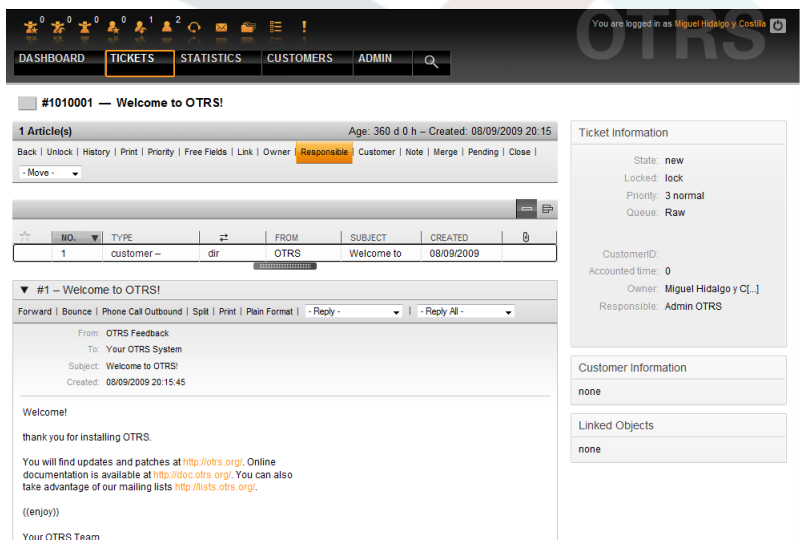 0 0 0 0 1 2
You are logged in as Miguel Hidalgo y Costilla
OTRS
DASHBOARD TICKETS STATISTICS CUSTOMERS ADMIN
#1010001 — Welcome to OTRS!
1 Article(s) Age: 360 d 0 h – Created: 08/09/2009 20:15
Back | Unlock | History | Print | Priority | Free Fields | Link | Owner | Responsible | Customer | Note | Merge | Pending | Close |
- Move -
NO. TYPE FROM SUBJECT CREATED
1 customer – dir OTRS Welcome to 08/09/2009
#1 – Welcome to OTRS!
Forward | Bounce | Phone Call Outbound | Split | Print | Plain Format | - Reply - | - Reply All -
From: OTRS Feedback
To: Your OTRS System
Subject: Welcome to OTRS!
Created: 08/09/2009 20:15:45
Welcome!
thank you for installing OTRS.
You will find updates and patches at http://otrs.org/. Online
documentation is available at http://doc.otrs.org/. You can also
take advantage of our mailing lists http://lists.otrs.org/.
((enjoy))
Your OTRS Team
Ticket Information
State: new
Locked: lock
Priority: 3 normal
Queue: Raw
CustomerID:
Accounted time: 0
Owner: Miguel Hidalgo y C[...]
Responsible: Admin OTRS
Customer Information
none
Linked Objects
none